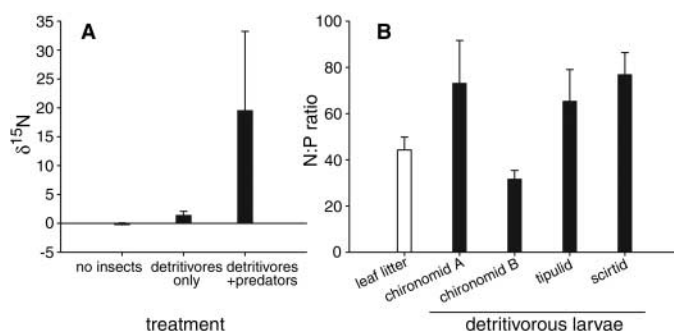 A
δ15N
35
30
25
20
15
10
5
0
-5
no insects
detritivores only
detritivores +predators
treatment
B
N:P ratio
100
80
60
40
20
0
leaf litter
chironomid A
chironomid B
tipulid
scirtid
detritivorous larvae